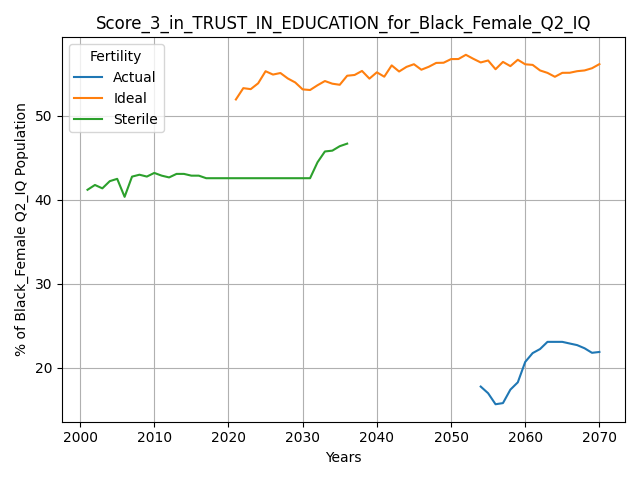 Score_3_in_TRUST_IN_EDUCATION_for_Black_Female_Q2_IQ
Fertility
Actual
Ideal
Sterile
% of Black_Female Q2_IQ Population
50
40
30
20
2000 2010 2020 2030 2040 2050 2060 2070
Years